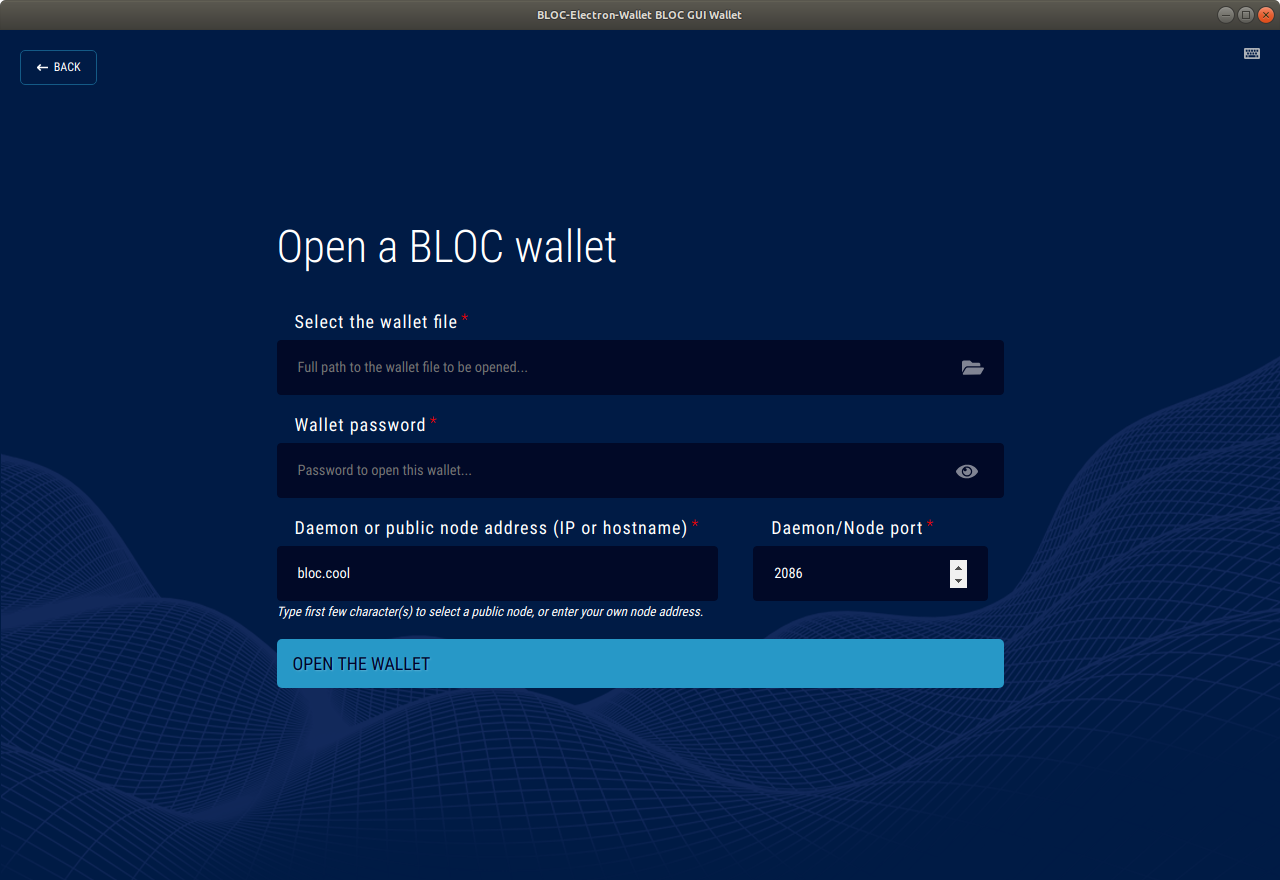 BLOC-Electron-Wallet BLOC GUI Wallet
BACK
Open a BLOC wallet
Select the wallet file *
Full path to the wallet file to be opened...
Wallet password *
Password to open this wallet...
Daemon or public node address (IP or hostname) * Daemon/Node port *
bloc.cool 2086
Type first few character(s) to select a public node, or enter your own node address.
OPEN THE WALLET